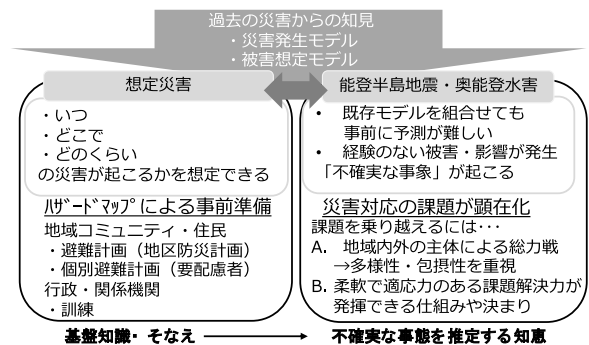 過去の災害からの知見
・災害発生モデル
・被害想定モデル
想定災害
・いつ
・どこで
・どのくらい
の災害が起こるかを想定できる
ﾊｻﾞｰﾄﾞﾏｯﾌﾟによる事前準備
地域コミュニティ・住民
・避難計画（地区防災計画）
・個別避難計画（要配慮者）
行政・関係機関
・訓練
基盤知識・そなえ
能登半島地震・奥能登水害
• 既存モデルを組合せても
事前に予測が難しい
• 経験のない被害・影響が発生
「不確実な事象」が起こる
災害対応の課題が顕在化
課題を乗り越えるには･･･
A. 地域内外の主体による総力戦
→多様性・包摂性を重視
B. 柔軟で適応力のある課題解決力が
発揮できる仕組みや決まり
不確実な事態を推定する知恵